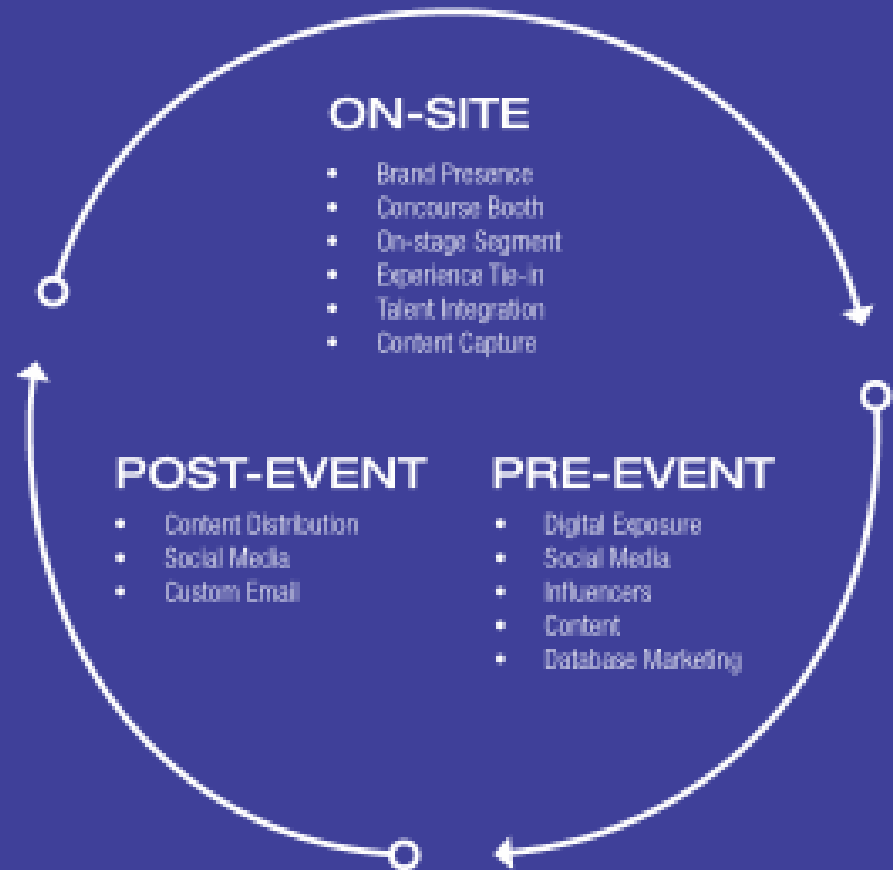 ON-SITE
• Brand Presence
• Concourse Booth
• On-stage Segment
• Experience Tie-in
• Talent Integration
• Content Capture
POST-EVENT
• Content Distribution
• Social Media
• Custom Email
PRE-EVENT
• Digital Exposure
• Social Media
• Influencers
• Content
• Database Marketing